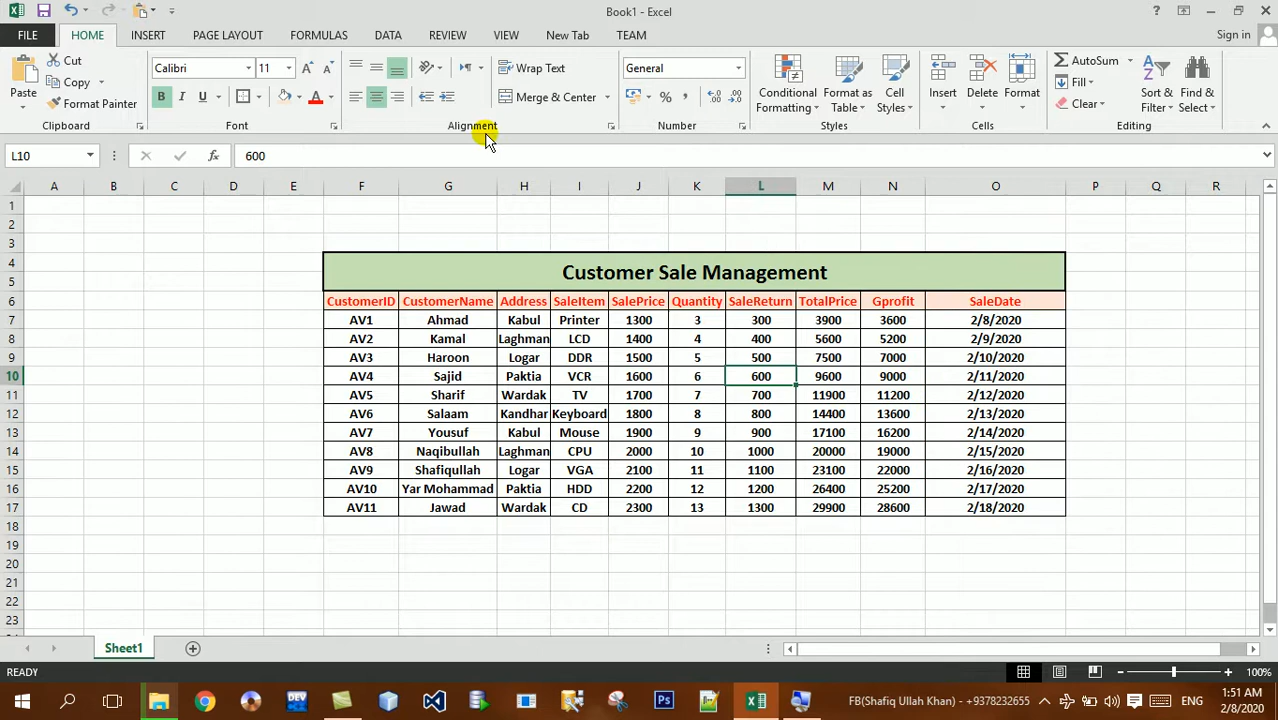 Book1 - Excel
?
FILE HOME INSERT PAGE LAYOUT FORMULAS DATA REVIEW VIEW New Tab TEAM Sign in
Paste Cut Copy Format Painter Clipboard
Calibri 11 B I U A A A Font
Wrap Text Merge & Center Alignment
General % , Number
Conditional Formatting Format as Table Cell Styles Styles
Insert Delete Format Cells
AutoSum Fill Clear Sort & Filter Find & Select Editing
L10 fx 600
A B C D E F G H I J K L M N O P Q R
1
2
3
4 Customer Sale Management
5
6 CustomerID CustomerName Address SaleItem SalePrice Quantity SaleReturn TotalPrice Gprofit SaleDate
7 AV1 Ahmad Kabul Printer 1300 3 300 3900 3600 2/8/2020
8 AV2 Kamal Laghman LCD 1400 4 400 5600 5200 2/9/2020
9 AV3 Haroon Logar DDR 1500 5 500 7500 7000 2/10/2020
10 AV4 Sajid Paktia VCR 1600 6 600 9600 9000 2/11/2020
11 AV5 Sharif Wardak TV 1700 7 700 11900 11200 2/12/2020
12 AV6 Salaam Kandhar Keyboard 1800 8 800 14400 13600 2/13/2020
13 AV7 Yousuf Kabul Mouse 1900 9 900 17100 16200 2/14/2020
14 AV8 Naqibullah Laghman CPU 2000 10 1000 20000 19000 2/15/2020
15 AV9 Shafiqullah Logar VGA 2100 11 1100 23100 22000 2/16/2020
16 AV10 Yar Mohammad Paktia HDD 2200 12 1200 26400 25200 2/17/2020
17 AV11 Jawad Wardak CD 2300 13 1300 29900 28600 2/18/2020
18
19
20
21
22
23
Sheet1
READY 100%
DEV Ps FB(Shafiq Ullah Khan) - +9378232655 ENG 1:51 AM
2/8/2020